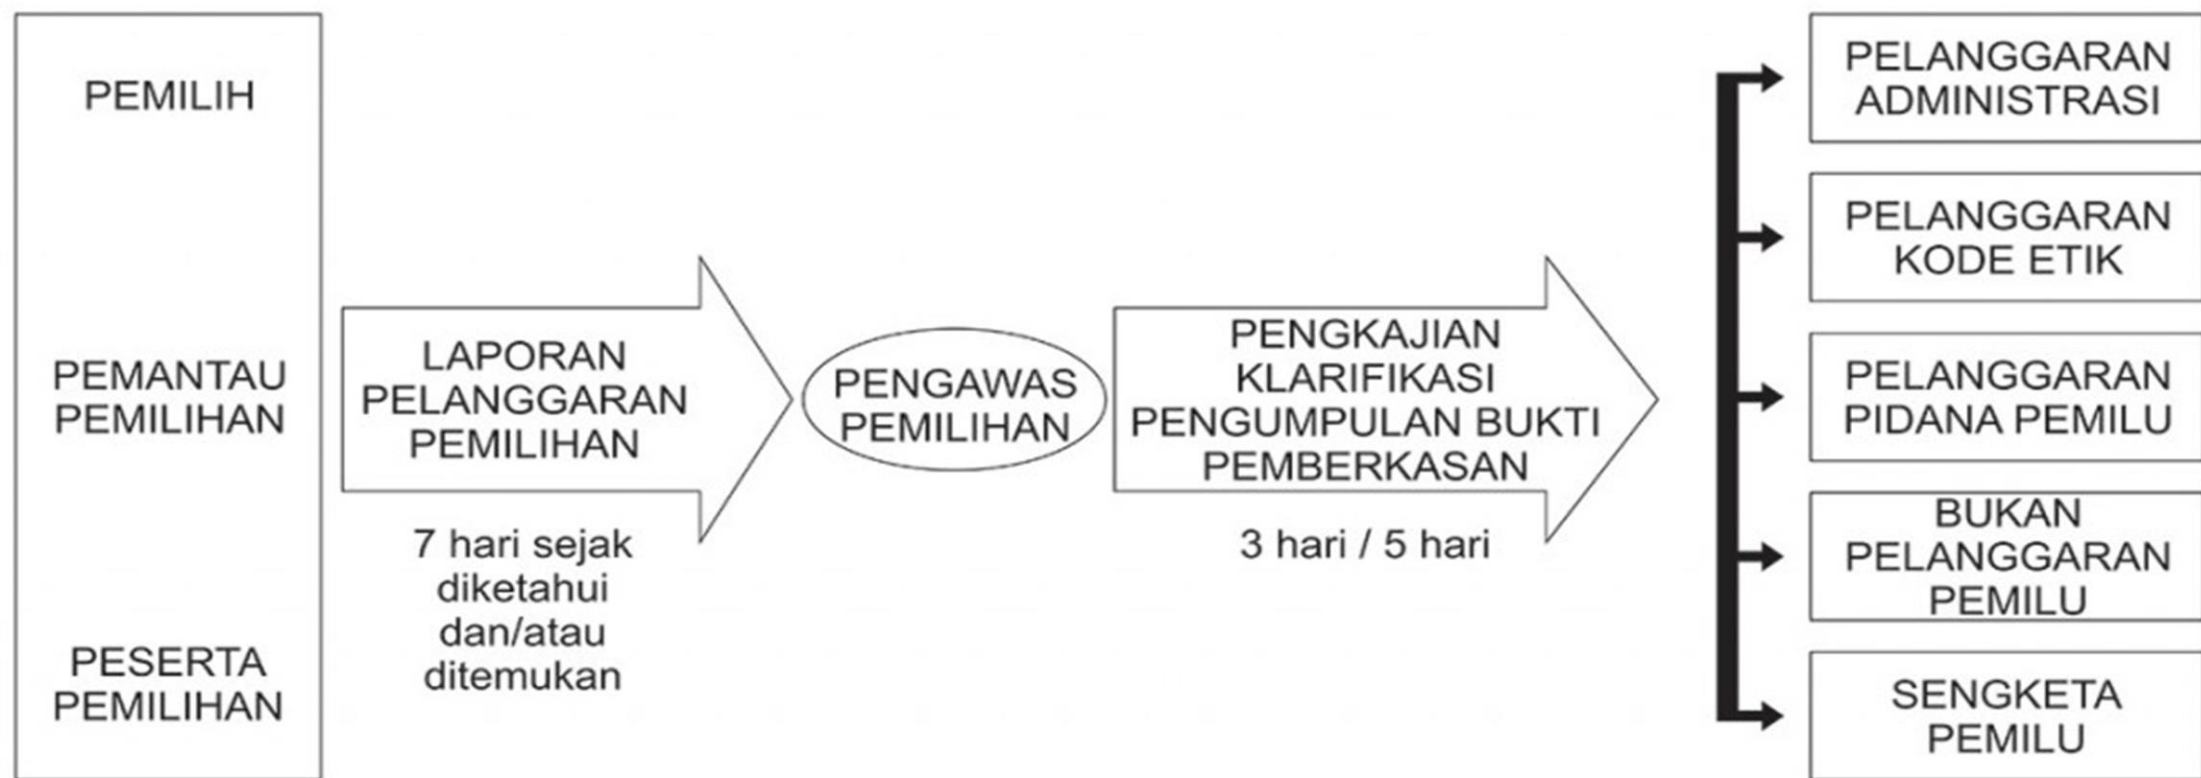 PEMILIH
PEMANTAU
PEMILIHAN
PESERTA
PEMILIHAN
LAPORAN
PELANGGARAN
PEMILIHAN
7 hari sejak
diketahui
dan/atau
ditemukan
PENGAWAS
PEMILIHAN
PENGKAJIAN
KLARIFIKASI
PENGUMPULAN BUKTI
PEMBERKASAN
3 hari / 5 hari
PELANGGARAN
ADMINISTRASI
PELANGGARAN
KODE ETIK
PELANGGARAN
PIDANA PEMILU
BUKAN
PELANGGARAN
PEMILU
SENGKETA
PEMILU